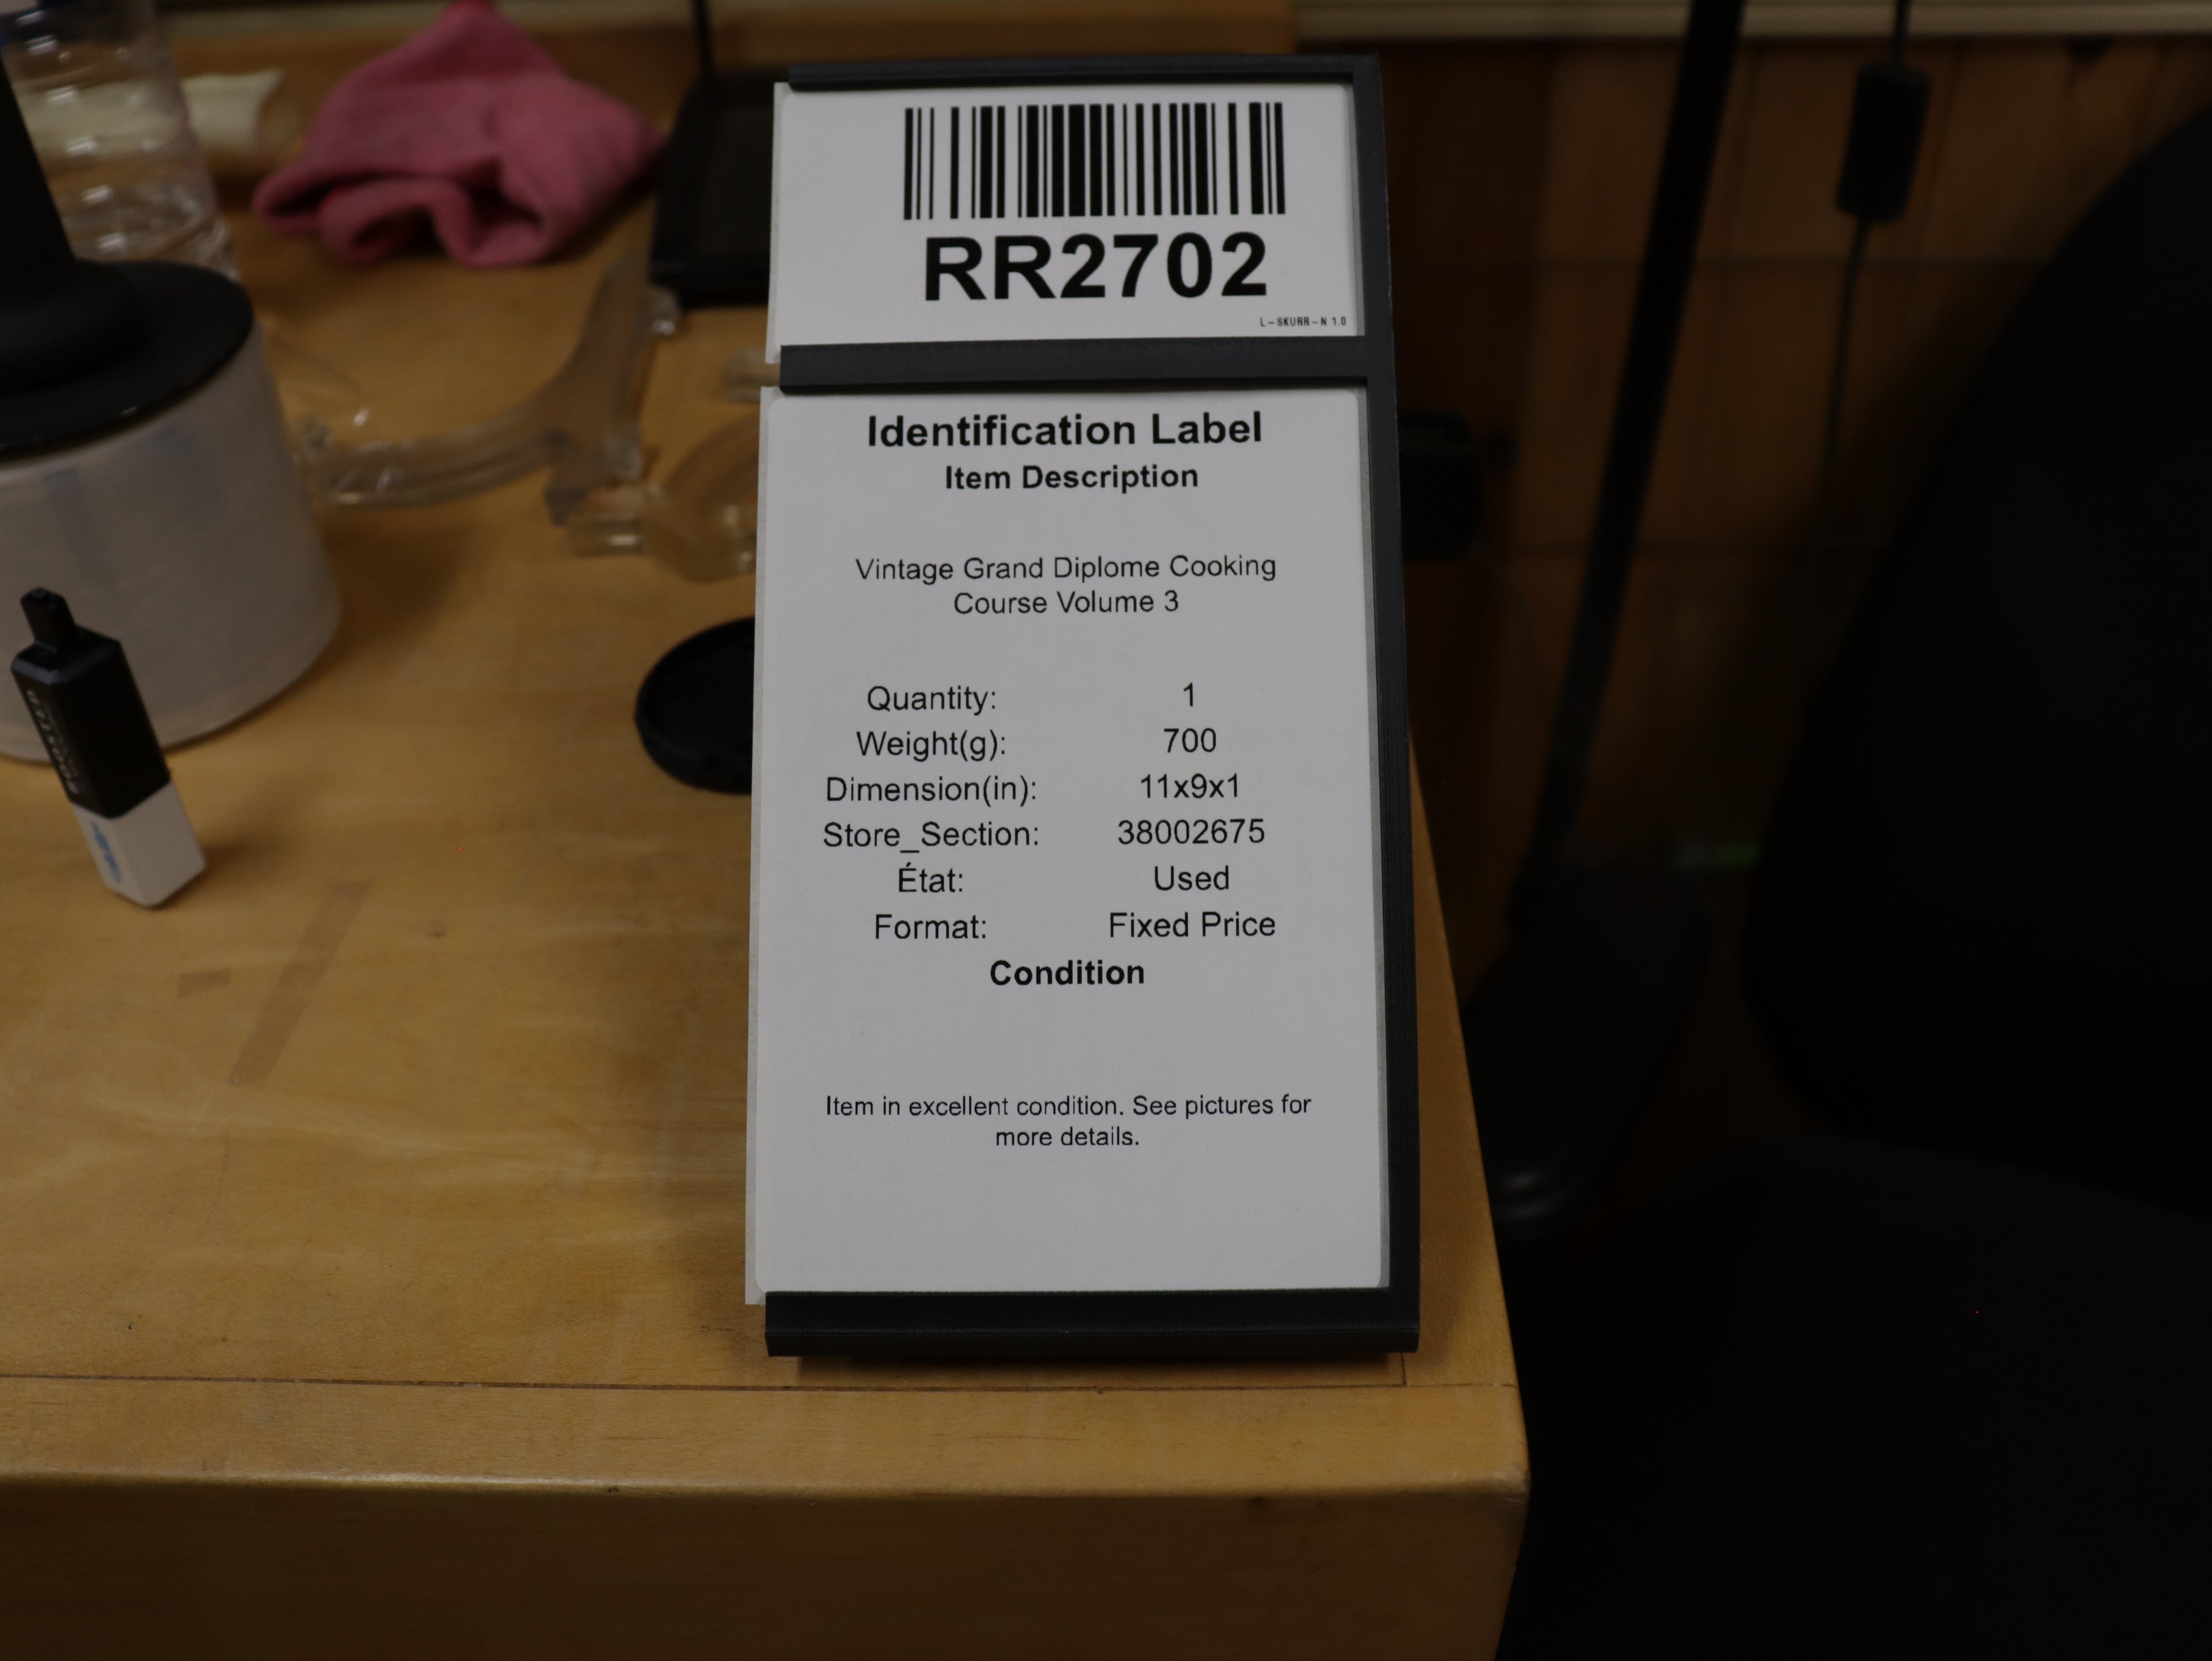 RR2702
L-SKURR-N 1.0
Identification Label
Item Description
Vintage Grand Diplome Cooking
Course Volume 3
Quantity: 1
Weight(g): 700
Dimension(in): 11x9x1
Store_Section: 38002675
État: Used
Format: Fixed Price
Condition
Item in excellent condition. See pictures for
more details.